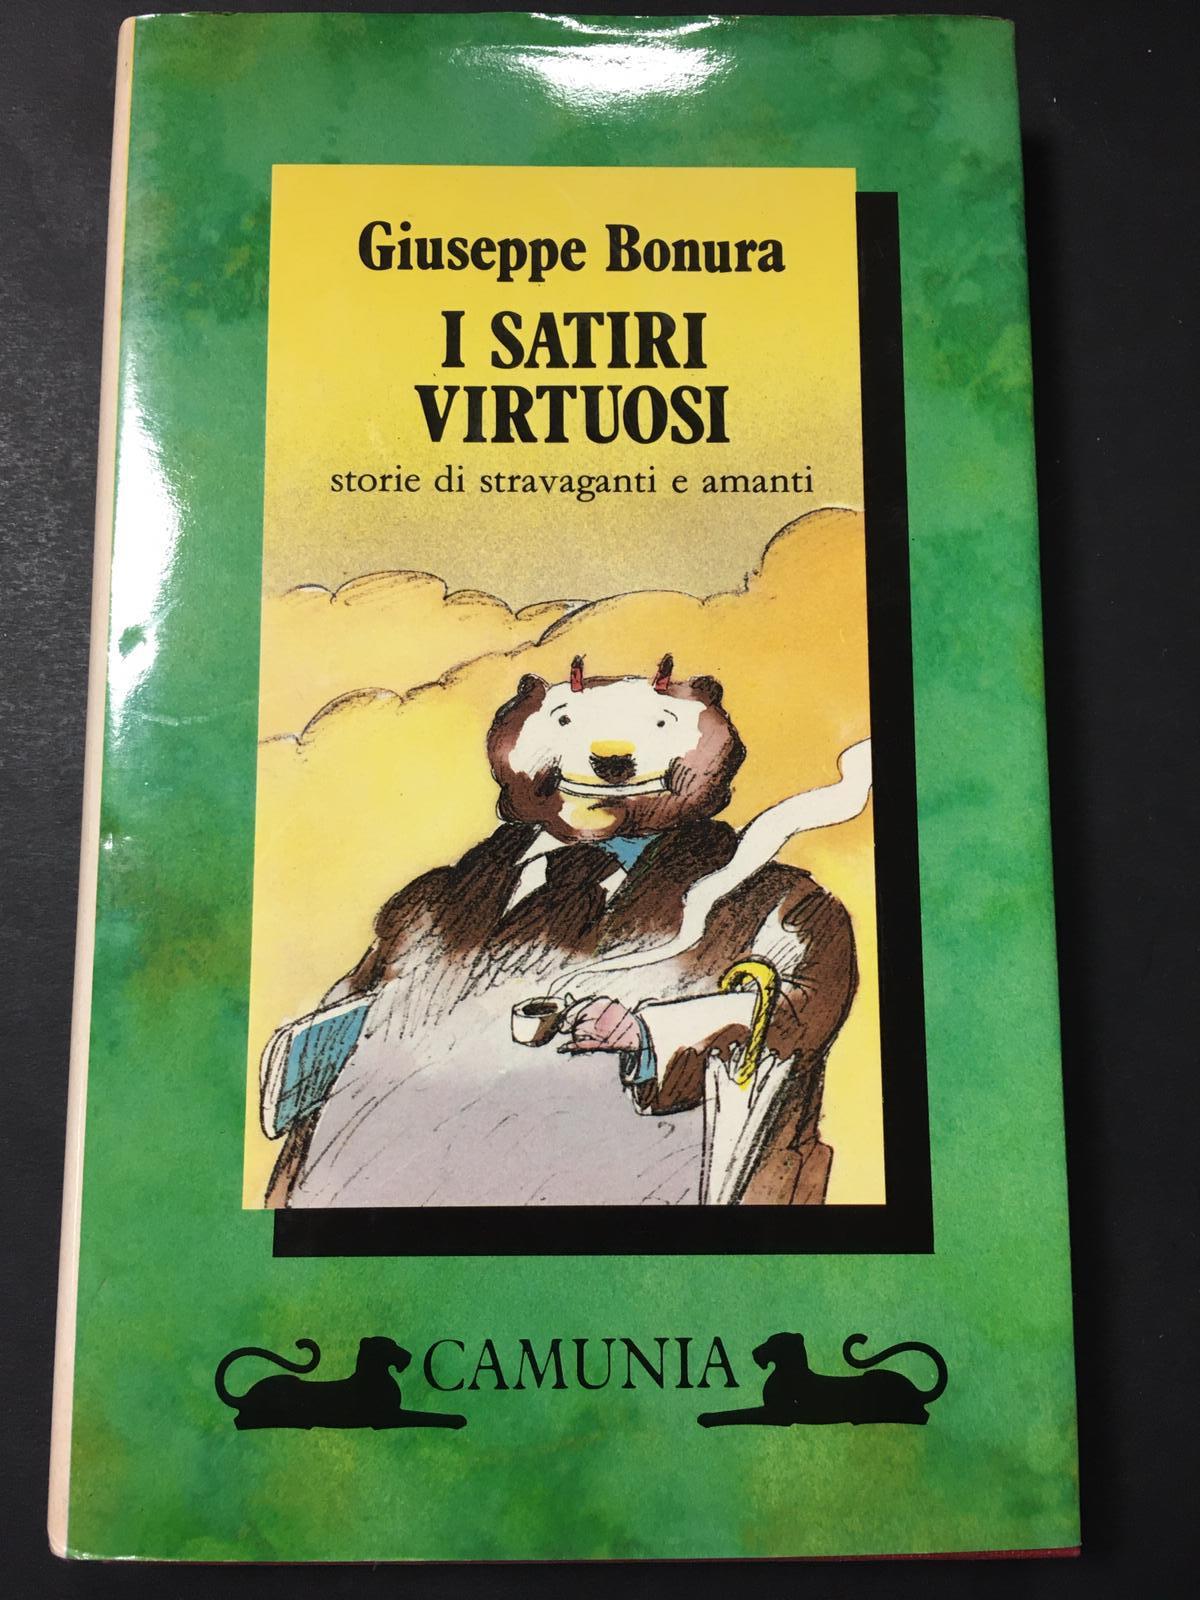 Giuseppe Bonura
I SATIRI
VIRTUOSI
storie di stravaganti e amanti
CAMUNIA